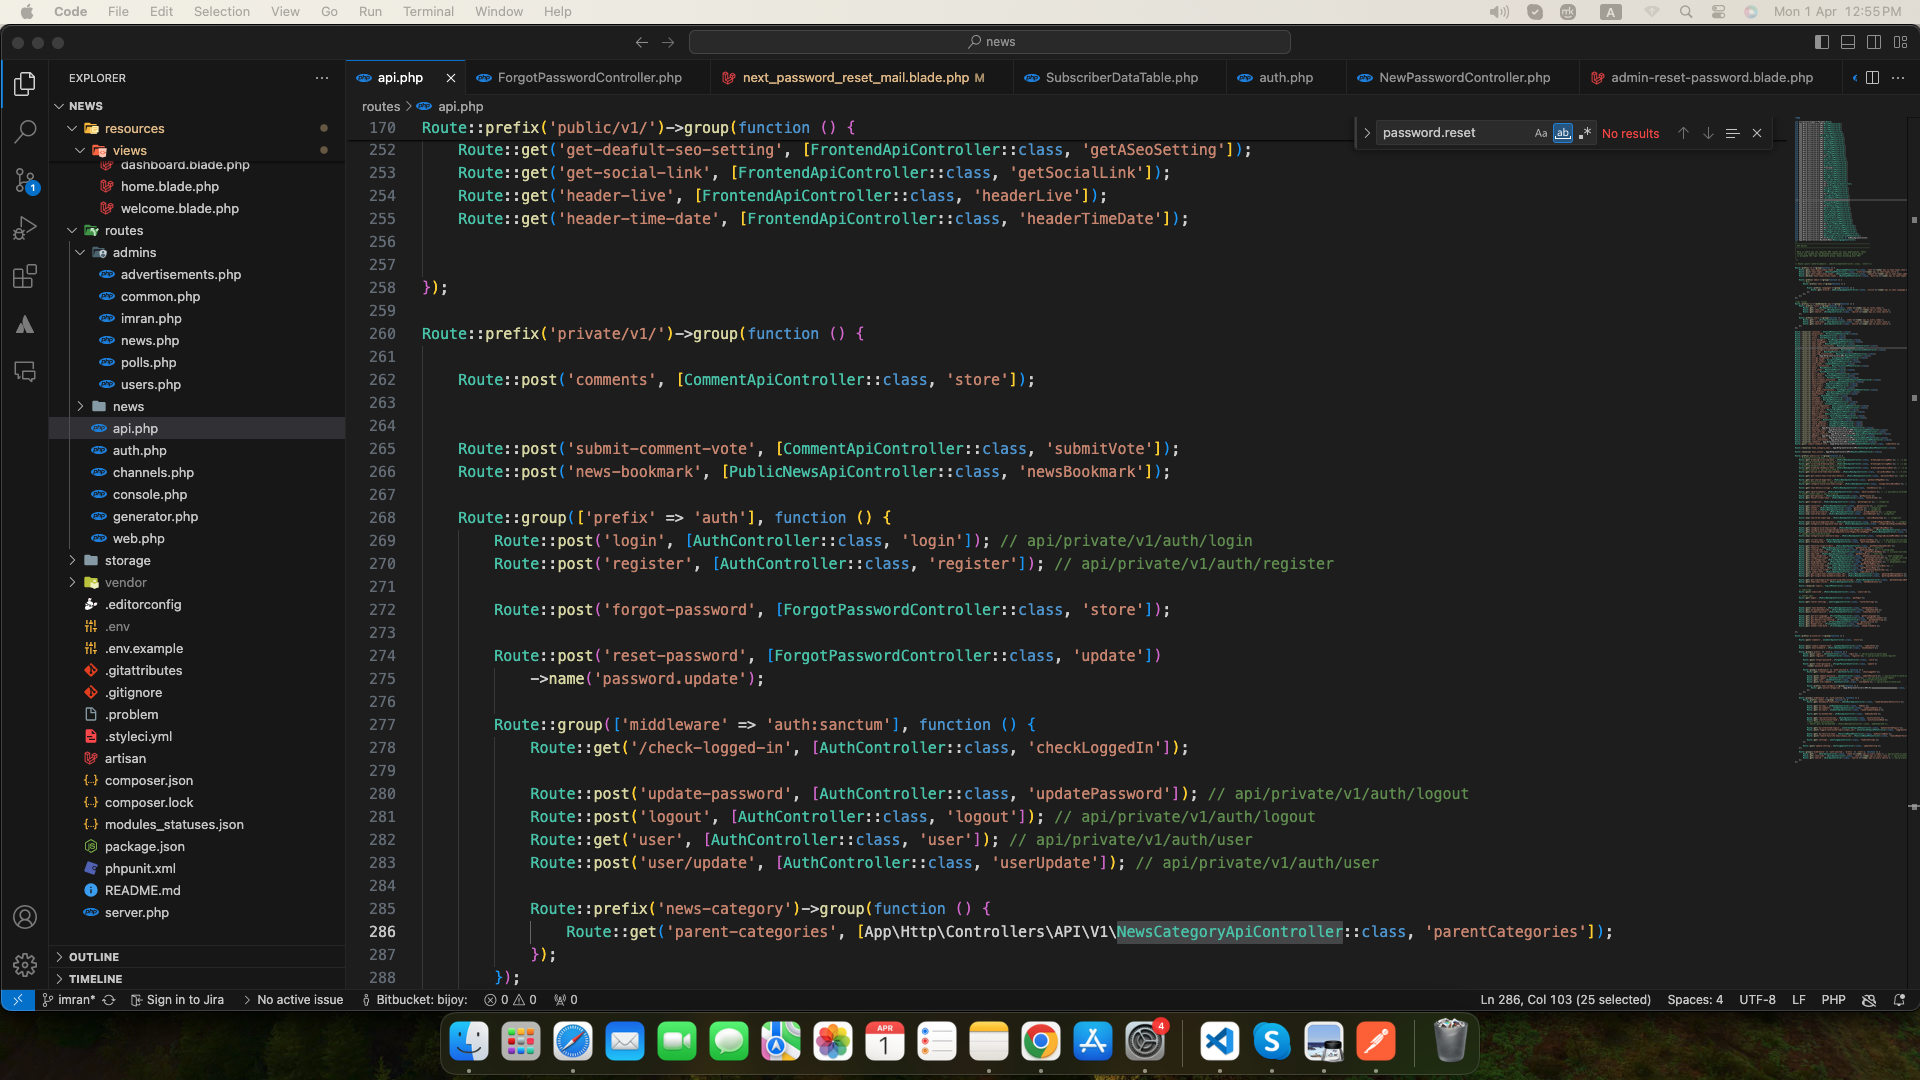 Code File Edit Selection View Go Run Terminal Window Help
A
Mon 1 Apr 12:55PM
news
EXPLORER
NEWS
resources
views
dashboard.blade.php
home.blade.php
welcome.blade.php
routes
admins
advertisements.php
common.php
imran.php
news.php
polls.php
users.php
news
api.php
auth.php
channels.php
console.php
generator.php
web.php
storage
vendor
.editorconfig
.env
.env.example
.gitattributes
.gitignore
.problem
.styleci.yml
artisan
composer.json
composer.lock
modules_statuses.json
package.json
phpunit.xml
README.md
server.php
OUTLINE
TIMELINE
1
api.php ForgotPasswordController.php next_password_reset_mail.blade.php M SubscriberDataTable.php auth.php NewPasswordController.php admin-reset-password.blade.php
routes > api.php
password.reset Aa ab .* No results
170 Route::prefix('public/v1/')->group(function () {
252 Route::get('get-deafult-seo-setting', [FrontendApiController::class, 'getASeoSetting']);
253 Route::get('get-social-link', [FrontendApiController::class, 'getSocialLink']);
254 Route::get('header-live', [FrontendApiController::class, 'headerLive']);
255 Route::get('header-time-date', [FrontendApiController::class, 'headerTimeDate']);
256
257
258 });
259
260 Route::prefix('private/v1/')->group(function () {
261
262 Route::post('comments', [CommentApiController::class, 'store']);
263
264
265 Route::post('submit-comment-vote', [CommentApiController::class, 'submitVote']);
266 Route::post('news-bookmark', [PublicNewsApiController::class, 'newsBookmark']);
267
268 Route::group(['prefix' => 'auth'], function () {
269 Route::post('login', [AuthController::class, 'login']); // api/private/v1/auth/login
270 Route::post('register', [AuthController::class, 'register']); // api/private/v1/auth/register
271
272 Route::post('forgot-password', [ForgotPasswordController::class, 'store']);
273
274 Route::post('reset-password', [ForgotPasswordController::class, 'update'])
275 ->name('password.update');
276
277 Route::group(['middleware' => 'auth:sanctum'], function () {
278 Route::get('/check-logged-in', [AuthController::class, 'checkLoggedIn']);
279
280 Route::post('update-password', [AuthController::class, 'updatePassword']); // api/private/v1/auth/logout
281 Route::post('logout', [AuthController::class, 'logout']); // api/private/v1/auth/logout
282 Route::get('user', [AuthController::class, 'user']); // api/private/v1/auth/user
283 Route::post('user/update', [AuthController::class, 'userUpdate']); // api/private/v1/auth/user
284
285 Route::prefix('news-category')->group(function () {
286 Route::get('parent-categories', [App\Http\Controllers\API\V1\NewsCategoryApiController::class, 'parentCategories']);
287 });
288 });
imran* Sign in to Jira No active issue Bitbucket: bijoy: 0 0 0
Ln 286, Col 103 (25 selected) Spaces: 4 UTF-8 LF PHP
APR
1
4